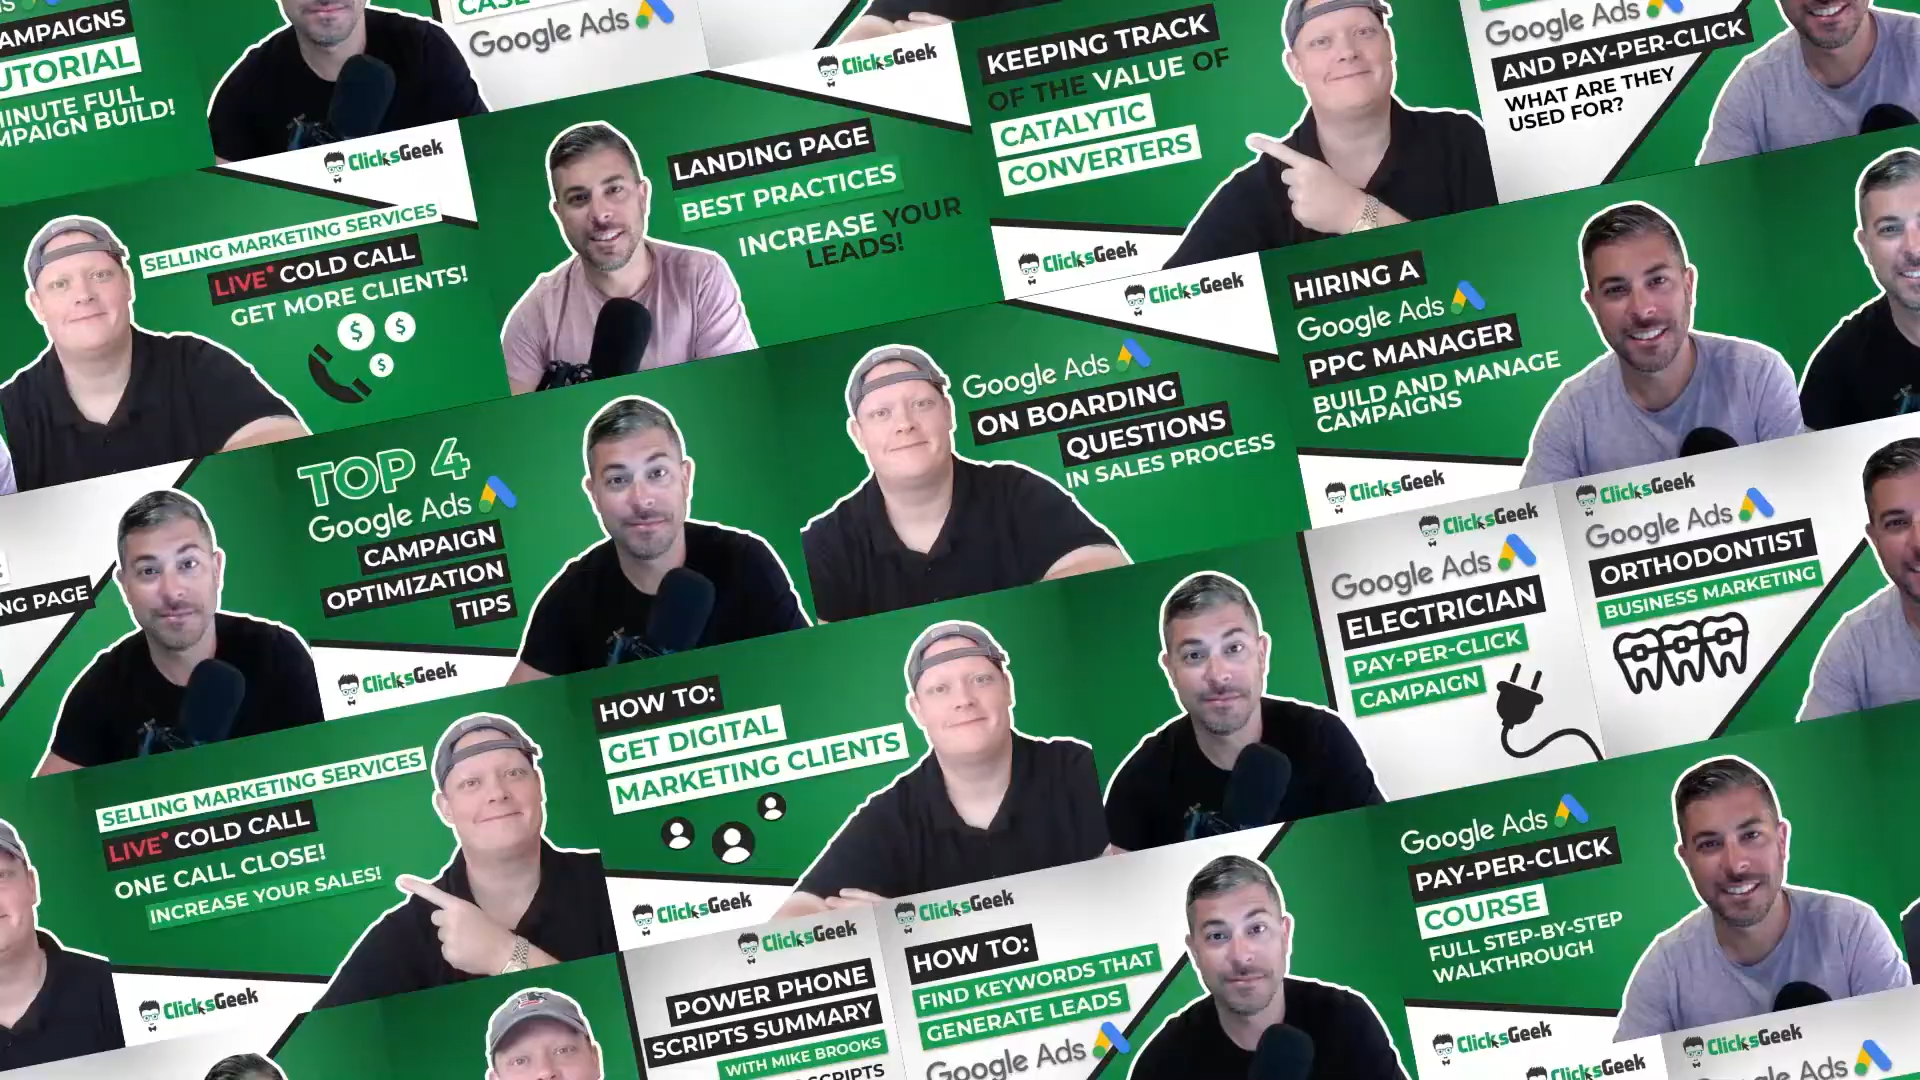 UTORIAL
MINUTE FULL
Google Ads
ClicksGeek
KEEPING TRACK
OF THE VALUE OF
CATALYTIC
CONVERTERS
ClicksGeek
Google Ads
AND PAY-PER-CLICK
WHAT ARE THEY
USED FOR?
ClicksGeek
SELLING MARKETING SERVICES
LIVE COLD CALL
GET MORE CLIENTS!
$ $ $
LANDING PAGE
BEST PRACTICES
INCREASE YOUR
LEADS!
ClicksGeek
HIRING A
Google Ads
PPC MANAGER
BUILD AND MANAGE
CAMPAIGNS
ClicksGeek
PAGE
TOP 4
Google Ads
CAMPAIGN
OPTIMIZATION
TIPS
ClicksGeek
Google Ads
ON BOARDING
QUESTIONS
IN SALES PROCESS
ClicksGeek
Google Ads
ELECTRICIAN
PAY-PER-CLICK
CAMPAIGN
ClicksGeek
Google Ads
ORTHODONTIST
BUSINESS MARKETING
SELLING MARKETING SERVICES
LIVE COLD CALL
ONE CALL CLOSE!
INCREASE YOUR SALES!
ClicksGeek
HOW TO:
GET DIGITAL
MARKETING CLIENTS
ClicksGeek
ClicksGeek
POWER PHONE
SCRIPTS SUMMARY
WITH MIKE BROOKS
SCRIPTS
ClicksGeek
HOW TO:
FIND KEYWORDS THAT
GENERATE LEADS
Google Ads
Google Ads
PAY-PER-CLICK
COURSE
FULL STEP-BY-STEP
WALKTHROUGH
ClicksGeek
ClicksGeek
ClicksGeek
Google Ads